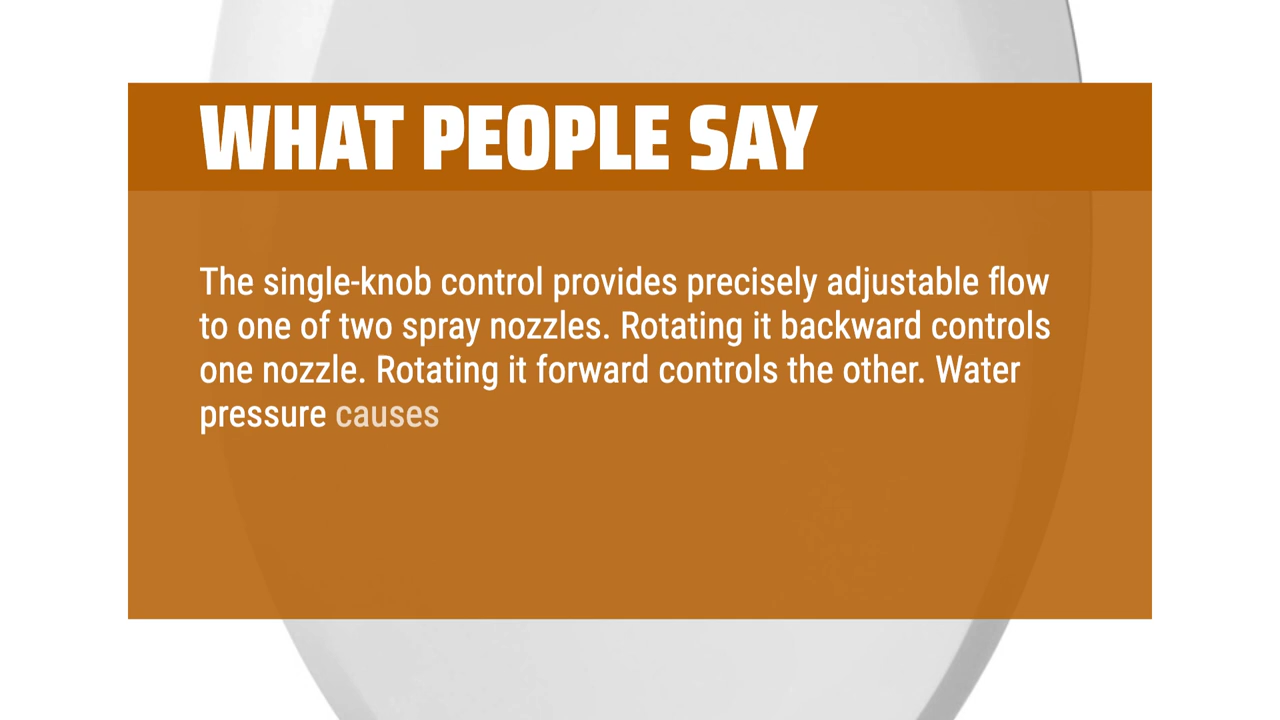 WHAT PEOPLE SAY
The single-knob control provides precisely adjustable flow
to one of two spray nozzles. Rotating it backward controls
one nozzle. Rotating it forward controls the other. Water
pressure causes